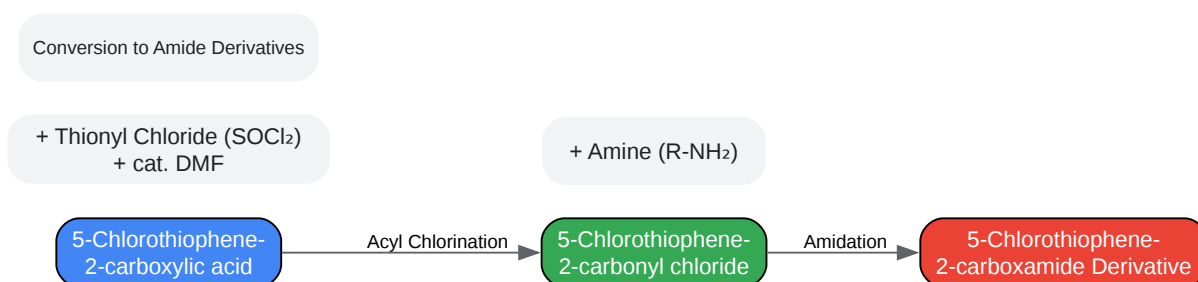 Conversion to Amide Derivatives
+ Thionyl Chloride (SOCl₂)
+ cat. DMF
+ Amine (R-NH₂)
5-Chlorothiophene-
2-carboxylic acid
Acyl Chlorination
5-Chlorothiophene-
2-carbonyl chloride
Amidation
5-Chlorothiophene-
2-carboxamide Derivative